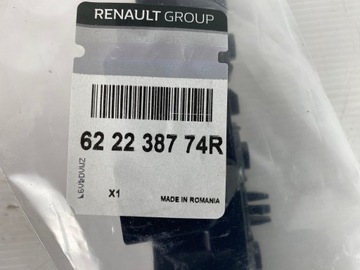 RENAULT GROUP
62 22 387 74R
X1
MADE IN ROMANIA